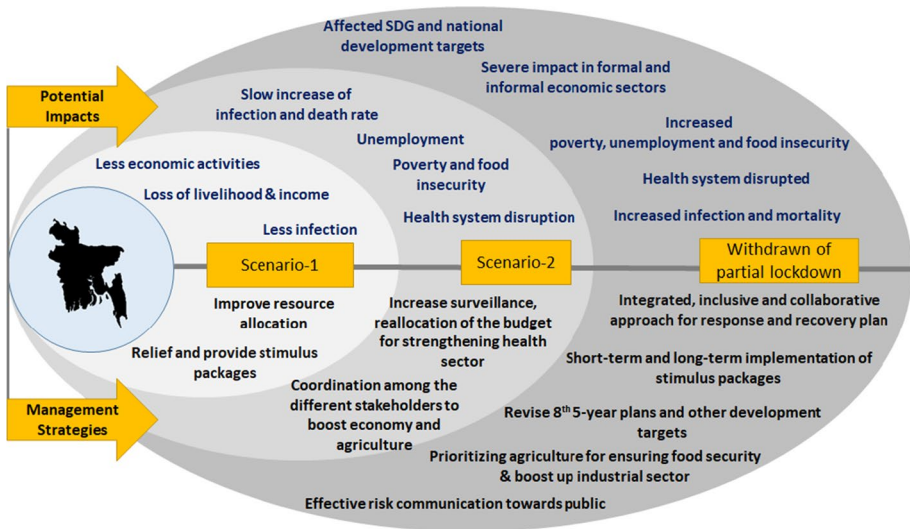 Affected SDG and national
development targets
Severe impact in formal and
informal economic sectors
Potential
Impacts
Slow increase of
infection and death rate
Unemployment
Increased
poverty, unemployment and food insecurity
Less economic activities
Poverty and food
insecurity
Health system disrupted
Loss of livelihood & income
Health system disruption
Increased infection and mortality
Less infection
Scenario-1
Scenario-2
Withdrawn of
partial lockdown
Improve resource
allocation
Increase surveillance,
reallocation of the budget
for strengthening health
sector
Integrated, inclusive and collaborative
approach for response and recovery plan
Relief and provide stimulus
packages
Short-term and long-term implementation of
stimulus packages
Coordination among the
different stakeholders to
boost economy and
agriculture
Management
Strategies
Revise 8th 5-year plans and other development
targets
Prioritizing agriculture for ensuring food security
& boost up industrial sector
Effective risk communication towards public